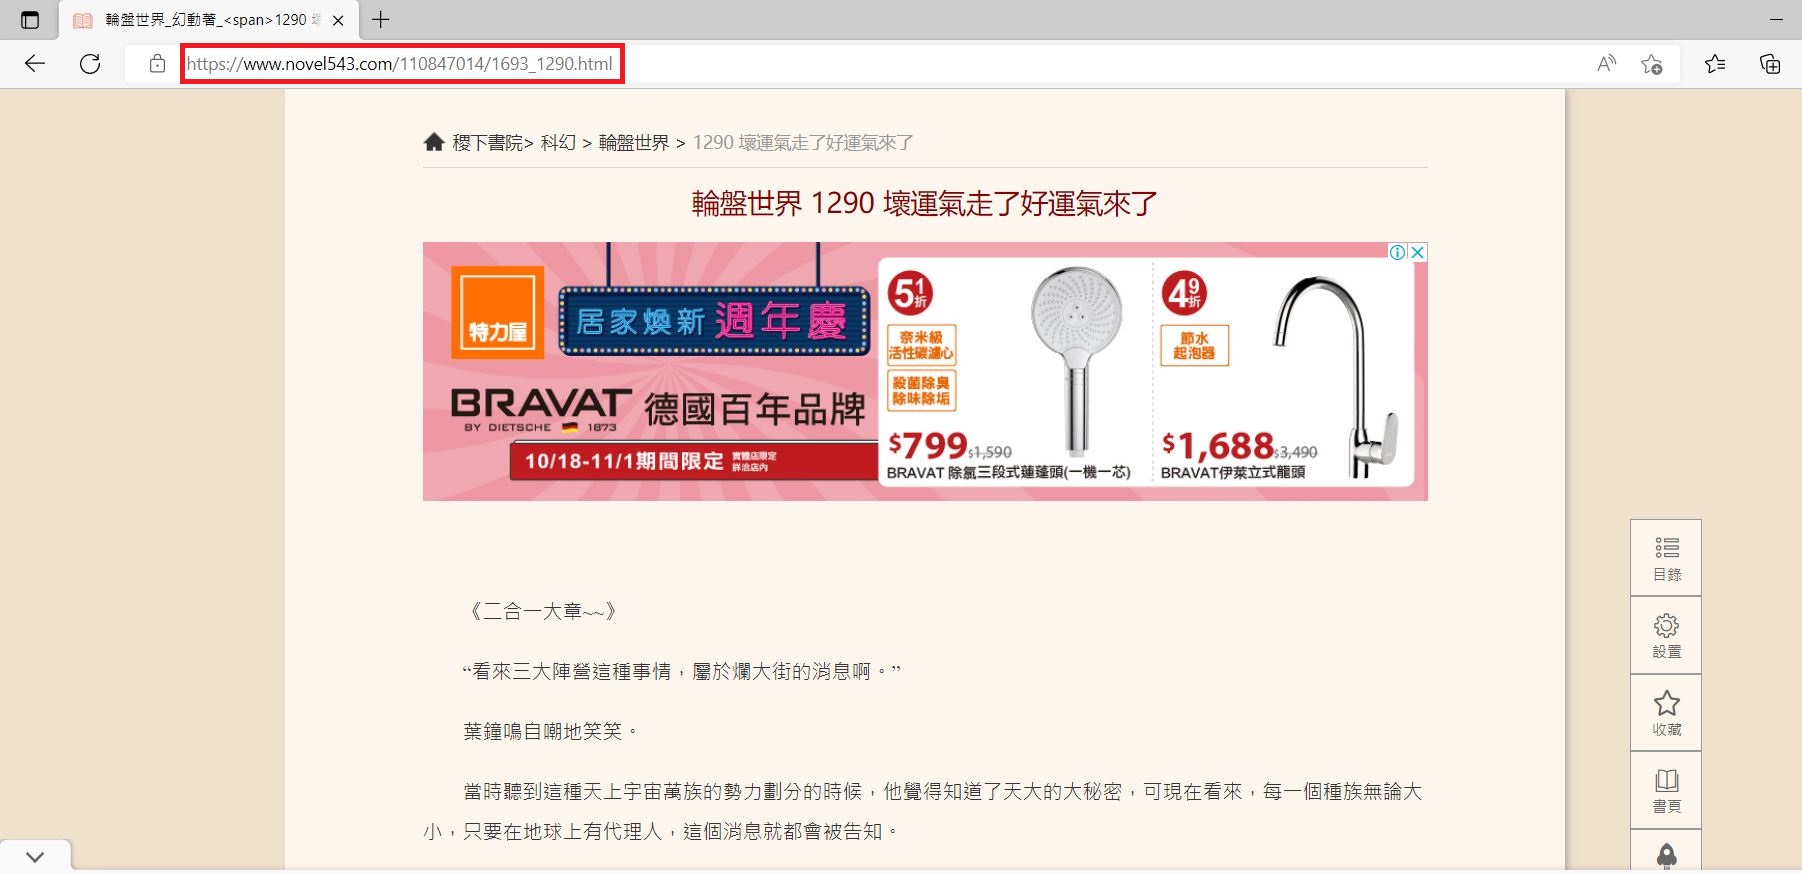 輪盤世界_幻動著_<span>1290
https://www.novel543.com/110847014/1693_1290.html
稷下書院> 科幻 > 輪盤世界 > 1290 壞運氣走了好運氣來了
輪盤世界 1290 壞運氣走了好運氣來了
特力屋
居家煥新 週年慶
BRAVAT 德國百年品牌
BY DIETSCHE 1873
10/18-11/1期間限定
51折
奈米級
活性碳濾心
殺菌除臭
除味除垢
$799 $1,590
BRAVAT 除氯三段式蓮蓬頭(一機一芯)
49折
節水
起泡器
$1,688 $3,490
BRAVAT伊萊立式龍頭
《二合一大章~~》
“看來三大陣營這種事情，屬於爛大街的消息啊。”
葉鐘鳴自嘲地笑笑。
當時聽到這種天上宇宙萬族的勢力劃分的時候，他覺得知道了天大的大秘密，可現在看來，每一個種族無論大
小，只要在地球上有代理人，這個消息就都會被告知。
目錄
設置
收藏
書頁